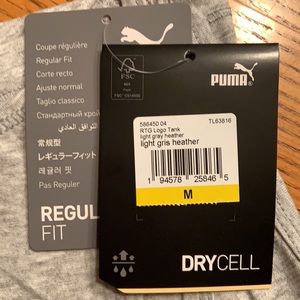 Coupe régulière
Regular Fit
Corte recto
Ajuste normal
Taglio classico
Стандартный крой
التوافق العادي
常规型
レギュラーフィット
레귤러 핏
Pas Reguler
REGUL
FIT
FSC
PUMA
586450 04
TL63816
RTG Logo Tank
light gray heather
light gris heather
1 94578 25846 5
M
DRYCELL